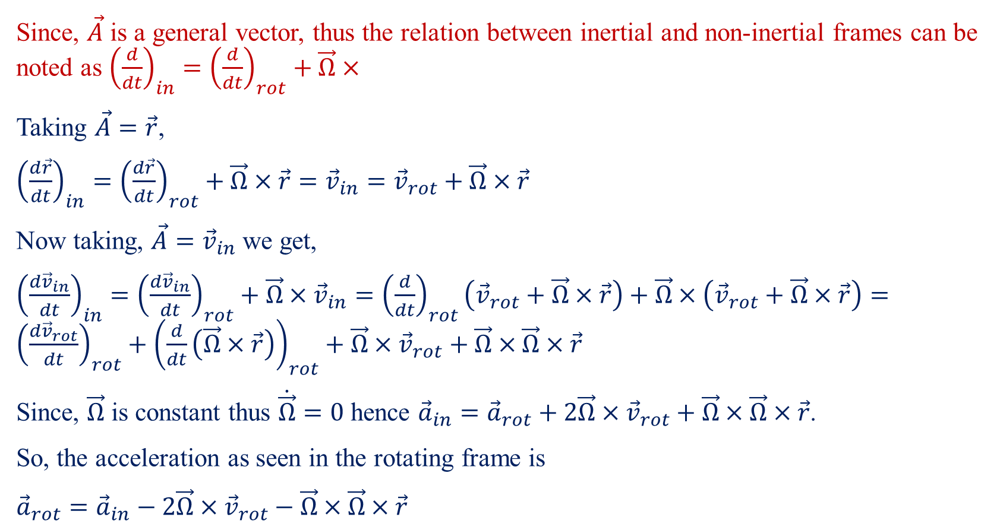 Since, $\vec{A}$ is a general vector, thus the relation between inertial and non-inertial frames can be
noted as $\left(\frac{d}{dt}\right)_{in} = \left(\frac{d}{dt}\right)_{rot} + \vec{\Omega} \times$
Taking $\vec{A} = \vec{r}$,
$\left(\frac{d\vec{r}}{dt}\right)_{in} = \left(\frac{d\vec{r}}{dt}\right)_{rot} + \vec{\Omega} \times \vec{r} = \vec{v}_{in} = \vec{v}_{rot} + \vec{\Omega} \times \vec{r}$
Now taking, $\vec{A} = \vec{v}_{in}$ we get,
$\left(\frac{d\vec{v}_{in}}{dt}\right)_{in} = \left(\frac{d\vec{v}_{in}}{dt}\right)_{rot} + \vec{\Omega} \times \vec{v}_{in} = \left(\frac{d}{dt}\right)_{rot} (\vec{v}_{rot} + \vec{\Omega} \times \vec{r}) + \vec{\Omega} \times (\vec{v}_{rot} + \vec{\Omega} \times \vec{r}) =$
$\left(\frac{d\vec{v}_{rot}}{dt}\right)_{rot} + \left(\frac{d}{dt}(\vec{\Omega} \times \vec{r})\right)_{rot} + \vec{\Omega} \times \vec{v}_{rot} + \vec{\Omega} \times \vec{\Omega} \times \vec{r}$
Since, $\vec{\Omega}$ is constant thus $\dot{\vec{\Omega}} = 0$ hence $\vec{a}_{in} = \vec{a}_{rot} + 2\vec{\Omega} \times \vec{v}_{rot} + \vec{\Omega} \times \vec{\Omega} \times \vec{r}$.
So, the acceleration as seen in the rotating frame is
$\vec{a}_{rot} = \vec{a}_{in} - 2\vec{\Omega} \times \vec{v}_{rot} - \vec{\Omega} \times \vec{\Omega} \times \vec{r}$